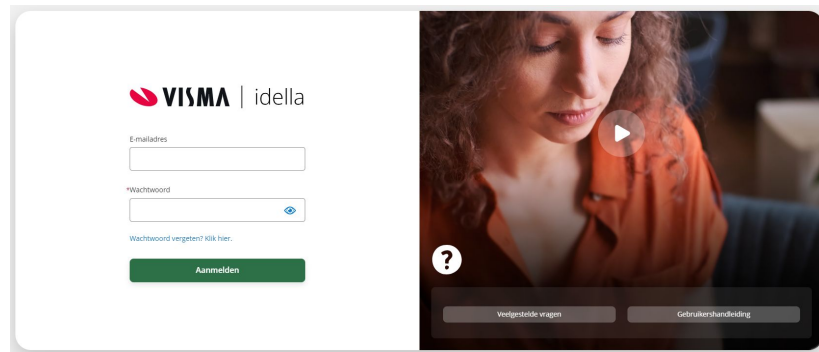 VISMA | idella
E-mailadres
*Wachtwoord
Wachtwoord vergeten? Klik hier.
Aanmelden
?
Veelgestelde vragen
Gebruikershandleiding